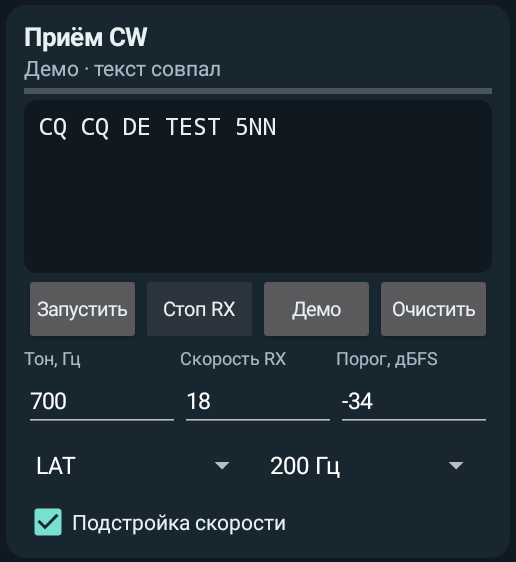 Приём CW
Демо · текст совпал
CQ CQ DE TEST 5NN
Запустить Стоп RX Демо Очистить
Тон, Гц Скорость RX Порог, дБFS
700 18 -34
LAT 200 Гц
Подстройка скорости